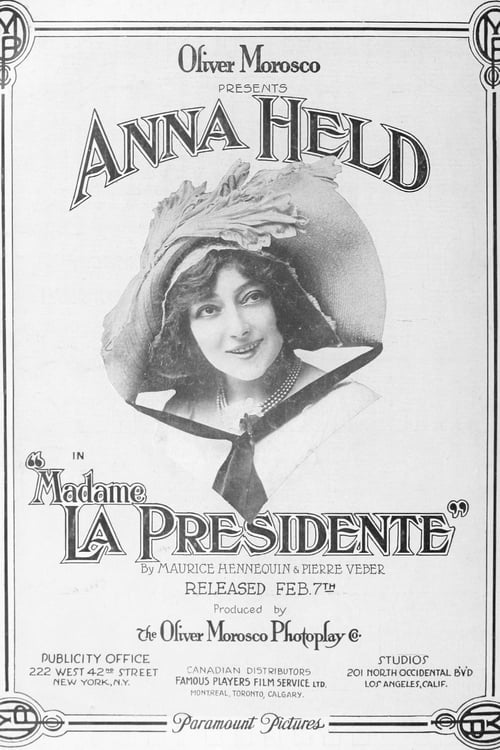 Oliver Morosco
PRESENTS
ANNA HELD
IN
"Madame
LA PRESIDENTE"
By MAURICE HENNEQUIN & PIERRE VEBER
RELEASED FEB. 7TH
Produced by
The Oliver Morosco Photoplay Co.
PUBLICITY OFFICE
222 WEST 42ND STREET
NEW YORK, N.Y.
CANADIAN DISTRIBUTORS
FAMOUS PLAYERS FILM SERVICE LTD.
MONTREAL, TORONTO, CALGARY.
STUDIOS
201 NORTH OCCIDENTAL B'V'D
LOS ANGELES, CALIF.
Paramount Pictures